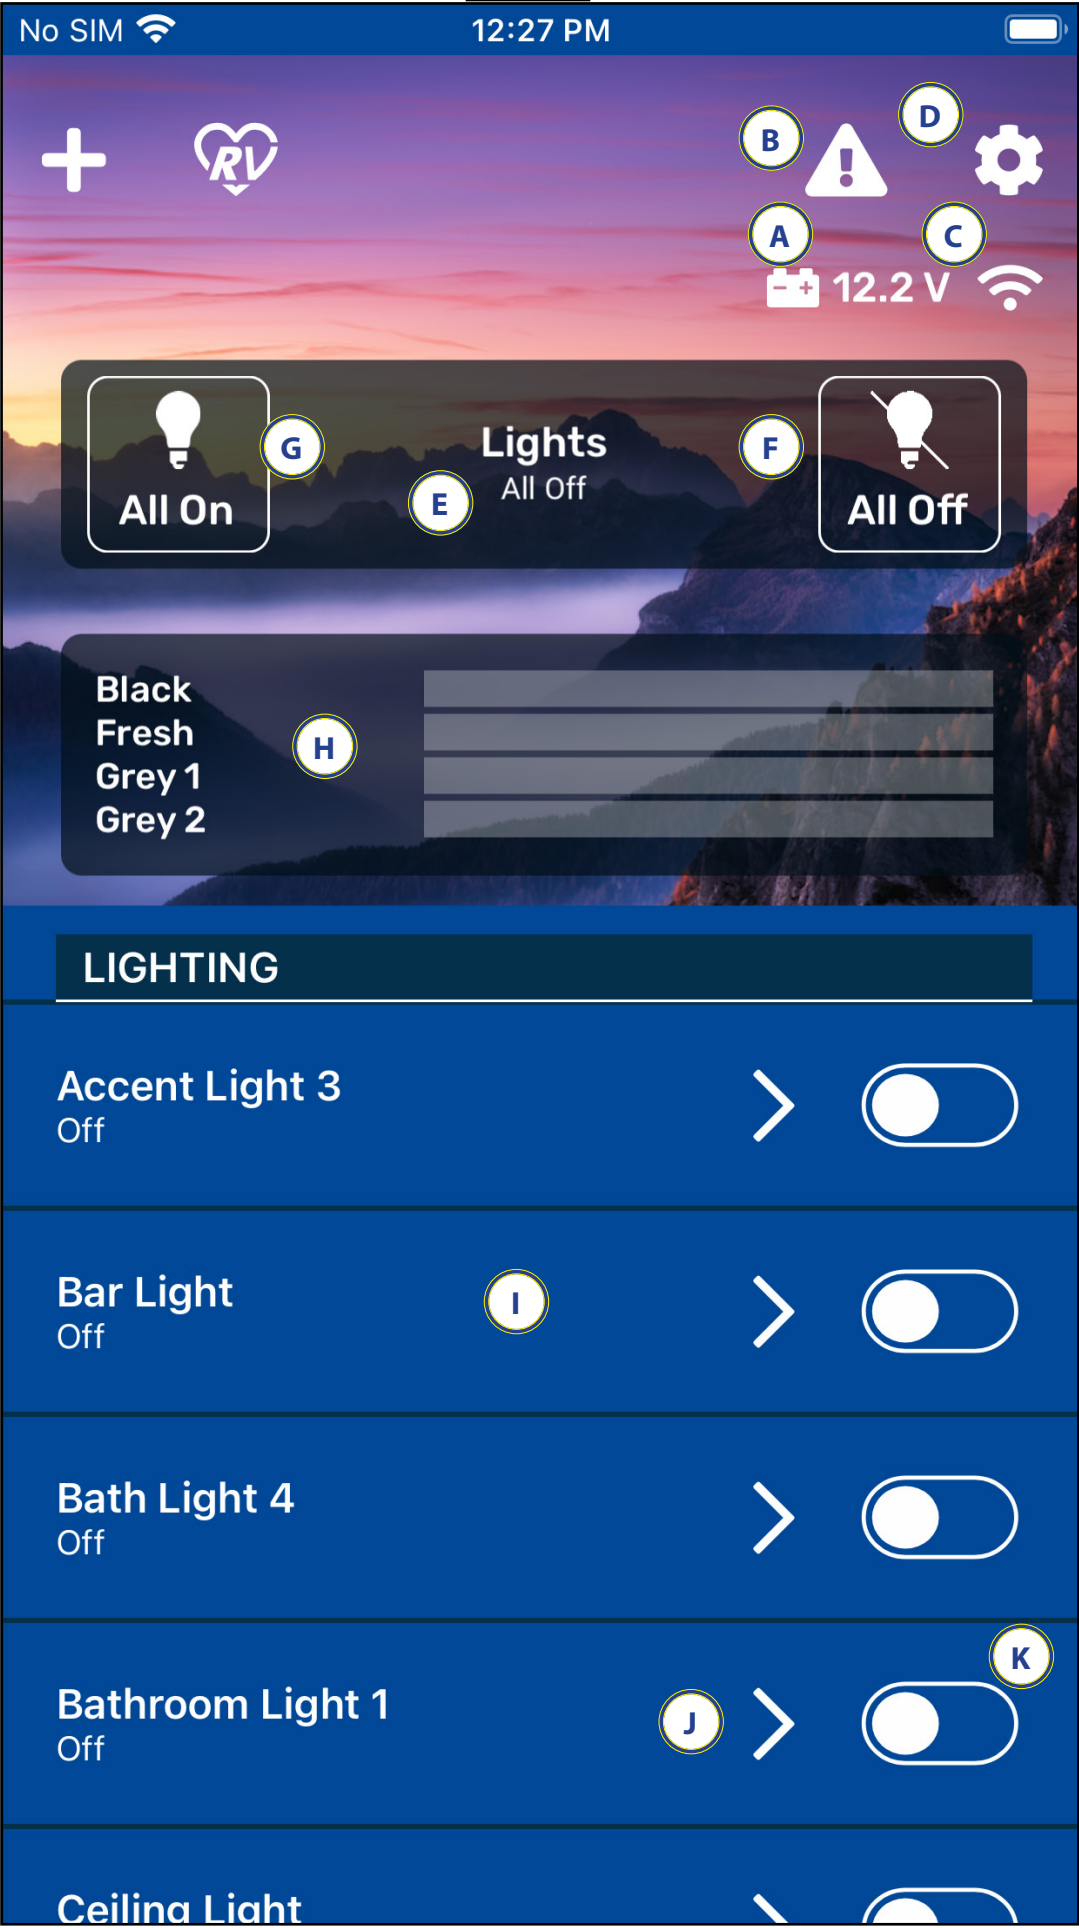 No SIM 12:27 PM
RV
B
D
A
C
12.2 V
All On
G
Lights
All Off
E
F
All Off
Black
Fresh
Grey 1
Grey 2
H
LIGHTING
Accent Light 3
Off
Bar Light
Off
I
Bath Light 4
Off
K
Bathroom Light 1
Off
J
Ceiling Light